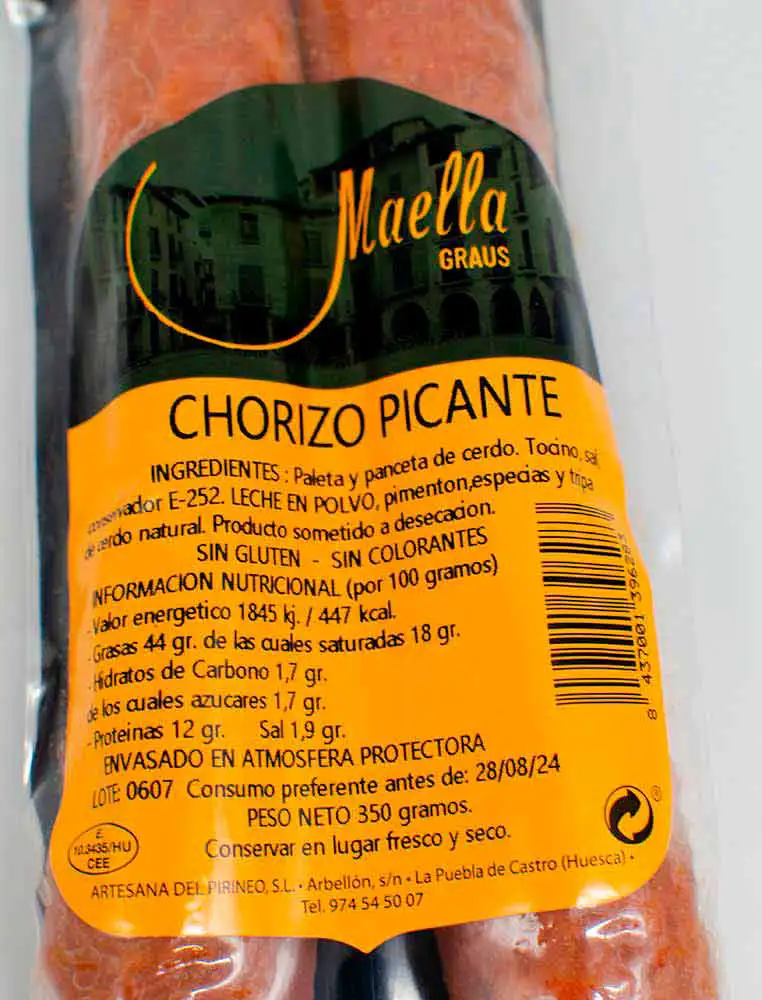 Maella
GRAUS
CHORIZO PICANTE
INGREDIENTES : Paleta y panceta de cerdo. Tocino, sal,
conservador E-252. LECHE EN POLVO, pimenton,especias y tripa
de cerdo natural. Producto sometido a desecacion.
SIN GLUTEN - SIN COLORANTES
INFORMACION NUTRICIONAL (por 100 gramos)
-Valor energetico 1845 kj. / 447 kcal.
-Grasas 44 gr. de las cuales saturadas 18 gr.
-Hidratos de Carbono 1,7 gr.
de los cuales azucares 1,7 gr.
-Proteinas 12 gr. Sal 1,9 gr.
ENVASADO EN ATMOSFERA PROTECTORA
LOTE: 0607 Consumo preferente antes de: 28/08/24
PESO NETO 350 gramos.
Conservar en lugar fresco y seco.
E.
10.3435/HU
CEE
ARTESANA DEL PIRINEO, S.L. · Arbellón, s/n · La Puebla de Castro (Huesca) ·
Tel. 974 54 50 07
8 437001 396283
®